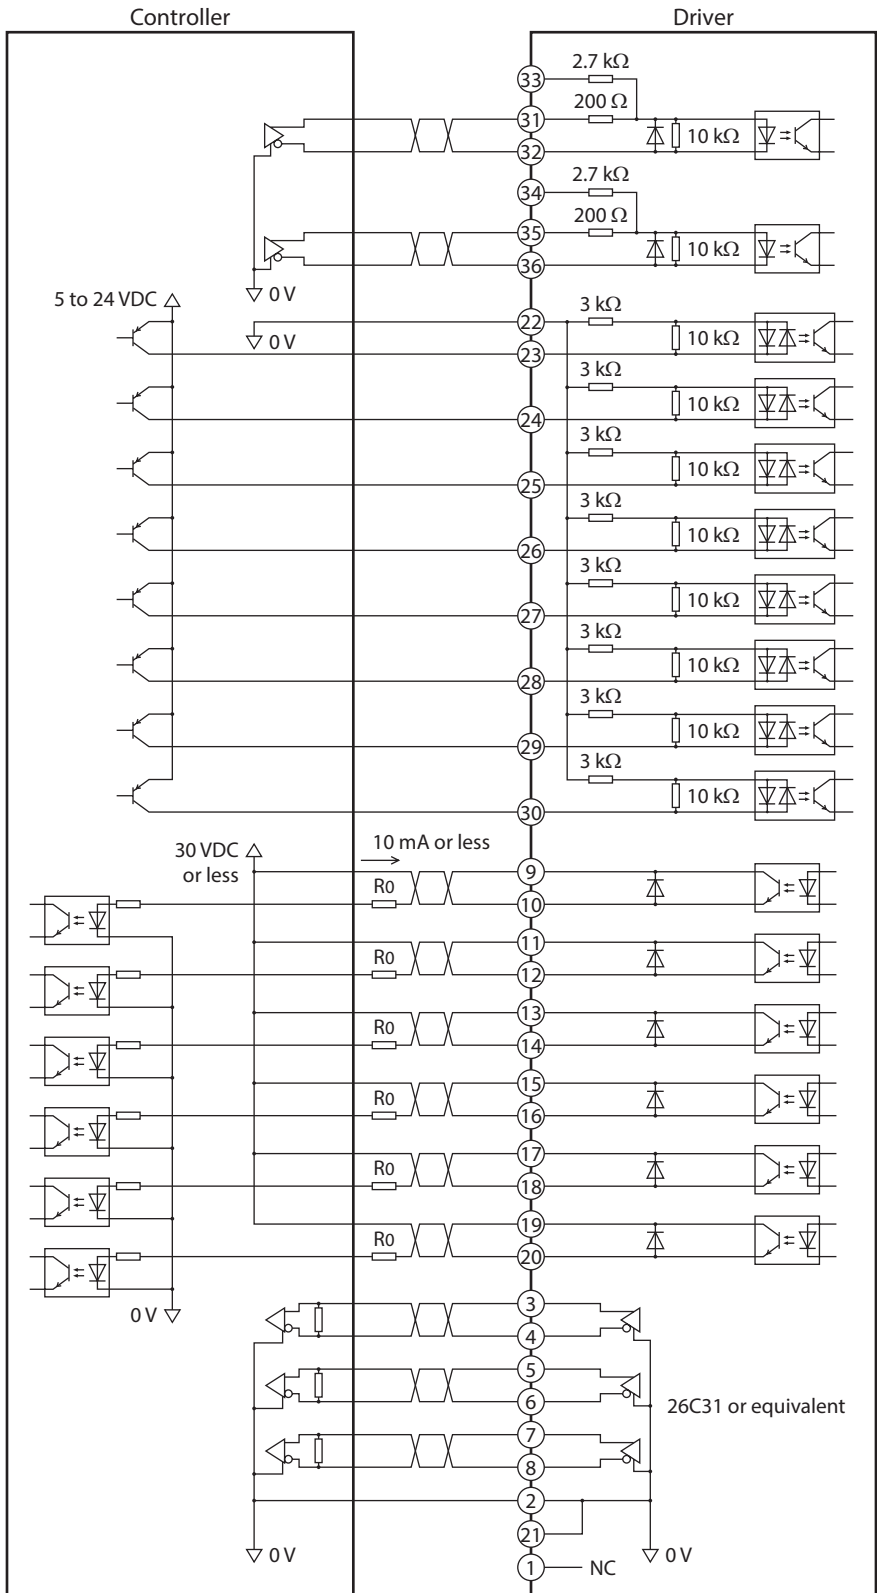 Controller
Driver
33
2.7 kΩ
31
200 Ω
10 kΩ
32
34
2.7 kΩ
35
200 Ω
10 kΩ
36
0 V
5 to 24 VDC
0 V
22
3 kΩ
10 kΩ
23
3 kΩ
10 kΩ
24
3 kΩ
10 kΩ
25
3 kΩ
10 kΩ
26
3 kΩ
10 kΩ
27
3 kΩ
10 kΩ
28
3 kΩ
10 kΩ
29
3 kΩ
10 kΩ
30
30 VDC
or less
10 mA or less
9
R0
10
11
R0
12
13
R0
14
15
R0
16
17
R0
18
19
R0
20
0 V
3
4
5
6
26C31 or equivalent
7
8
2
21
0 V
0 V
1
NC